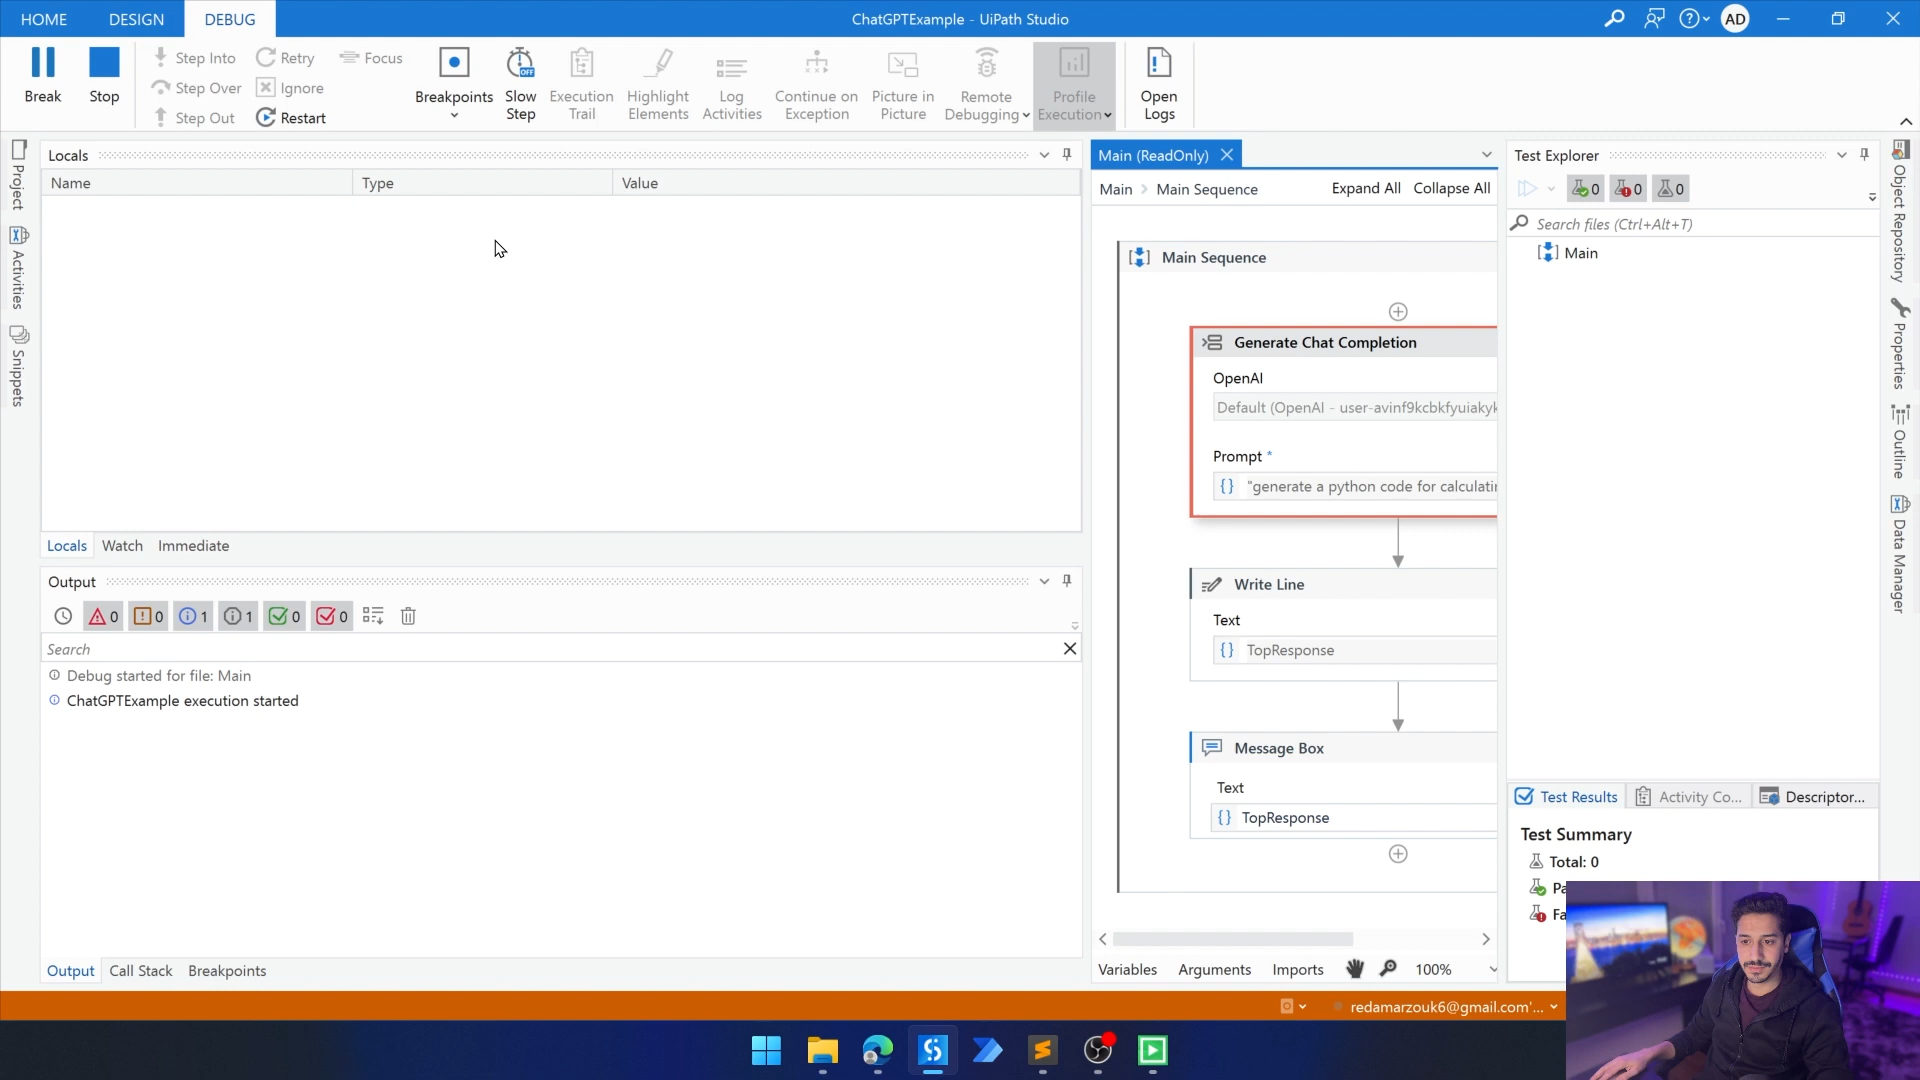 HOME DESIGN DEBUG ChatGPTExample - UiPath Studio AD
Break Stop
Step Into Retry Focus
Step Over Ignore
Step Out Restart
Breakpoints
Slow Step
Execution Trail
Highlight Elements
Log Activities
Continue on Exception
Picture in Picture
Remote Debugging
Profile Execution
Open Logs
OFF
Project
Activities
Snippets
Locals
Name Type Value
Locals Watch Immediate
Output
0 0 1 1 0 0
Search
Debug started for file: Main
ChatGPTExample execution started
Output Call Stack Breakpoints
Main (ReadOnly)
Main Main Sequence Expand All Collapse All
Main Sequence
Generate Chat Completion
OpenAI
Default (OpenAI - user-avinf9kcbkfyuiakyk
Prompt *
{} "generate a python code for calculatin
Write Line
Text
{} TopResponse
Message Box
Text
{} TopResponse
Variables Arguments Imports 100%
Test Explorer
0 0 0
Search files (Ctrl+Alt+T)
Main
Test Results Activity Co... Descriptor...
Test Summary
Total: 0
Pa
Fa
Object Repository
Properties
Outline
Data Manager
redamarzouk6@gmail.com'...